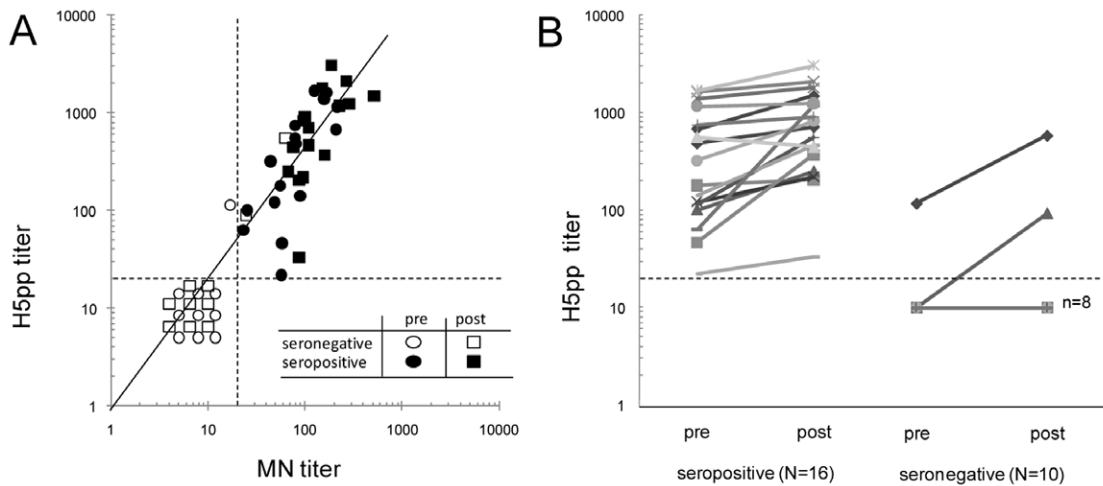 A
10000
1000
100
10
1
H5pp titer
1 10 100 1000 10000
MN titer
pre post
seronegative
seropositive
B
10000
1000
100
10
1
H5pp titer
n=8
pre post pre post
seropositive (N=16) seronegative (N=10)